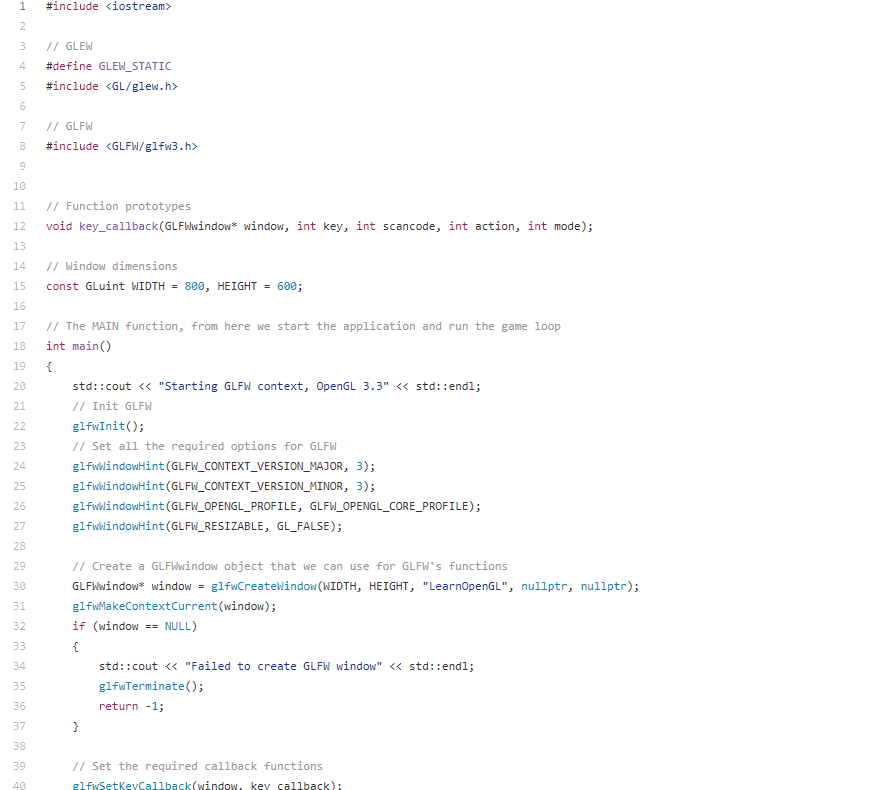 1 #include <iostream>
2
3 // GLEW
4 #define GLEW_STATIC
5 #include <GL/glew.h>
6
7 // GLFW
8 #include <GLFW/glfw3.h>
9
10
11 // Function prototypes
12 void key_callback(GLFWwindow* window, int key, int scancode, int action, int mode);
13
14 // Window dimensions
15 const GLuint WIDTH = 800, HEIGHT = 600;
16
17 // The MAIN function, from here we start the application and run the game loop
18 int main()
19 {
20     std::cout << "Starting GLFW context, OpenGL 3.3" << std::endl;
21     // Init GLFW
22     glfwInit();
23     // Set all the required options for GLFW
24     glfwWindowHint(GLFW_CONTEXT_VERSION_MAJOR, 3);
25     glfwWindowHint(GLFW_CONTEXT_VERSION_MINOR, 3);
26     glfwWindowHint(GLFW_OPENGL_PROFILE, GLFW_OPENGL_CORE_PROFILE);
27     glfwWindowHint(GLFW_RESIZABLE, GL_FALSE);
28
29     // Create a GLFWwindow object that we can use for GLFW's functions
30     GLFWwindow* window = glfwCreateWindow(WIDTH, HEIGHT, "LearnOpenGL", nullptr, nullptr);
31     glfwMakeContextCurrent(window);
32     if (window == NULL)
33     {
34         std::cout << "Failed to create GLFW window" << std::endl;
35         glfwTerminate();
36         return -1;
37     }
38
39     // Set the required callback functions
40     glfwSetKeyCallback(window, key_callback);